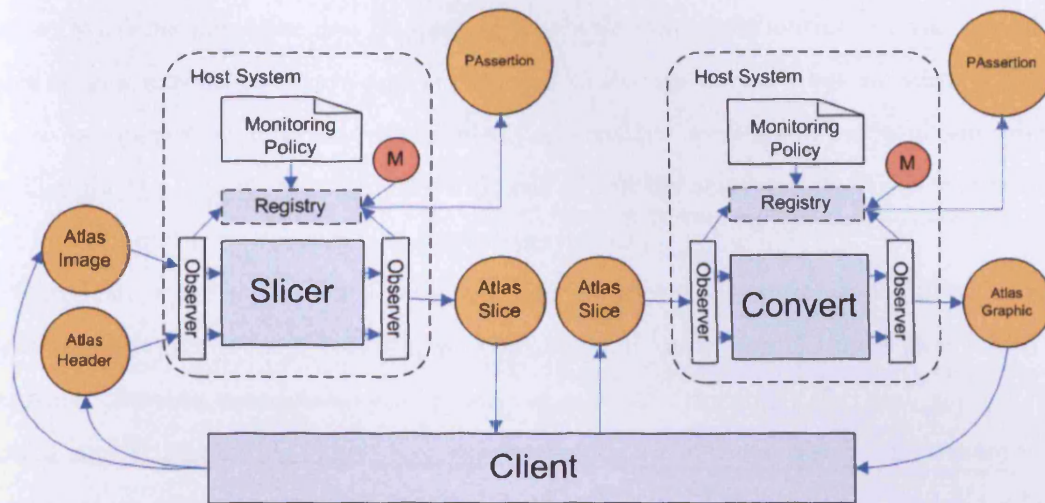 Host System
Monitoring
Policy
M
Registry
PAssertion
Atlas
Image
Atlas
Header
Observer
Slicer
Observer
Atlas
Slice
Atlas
Slice
Host System
Monitoring
Policy
M
Registry
PAssertion
Observer
Convert
Observer
Atlas
Graphic
Client